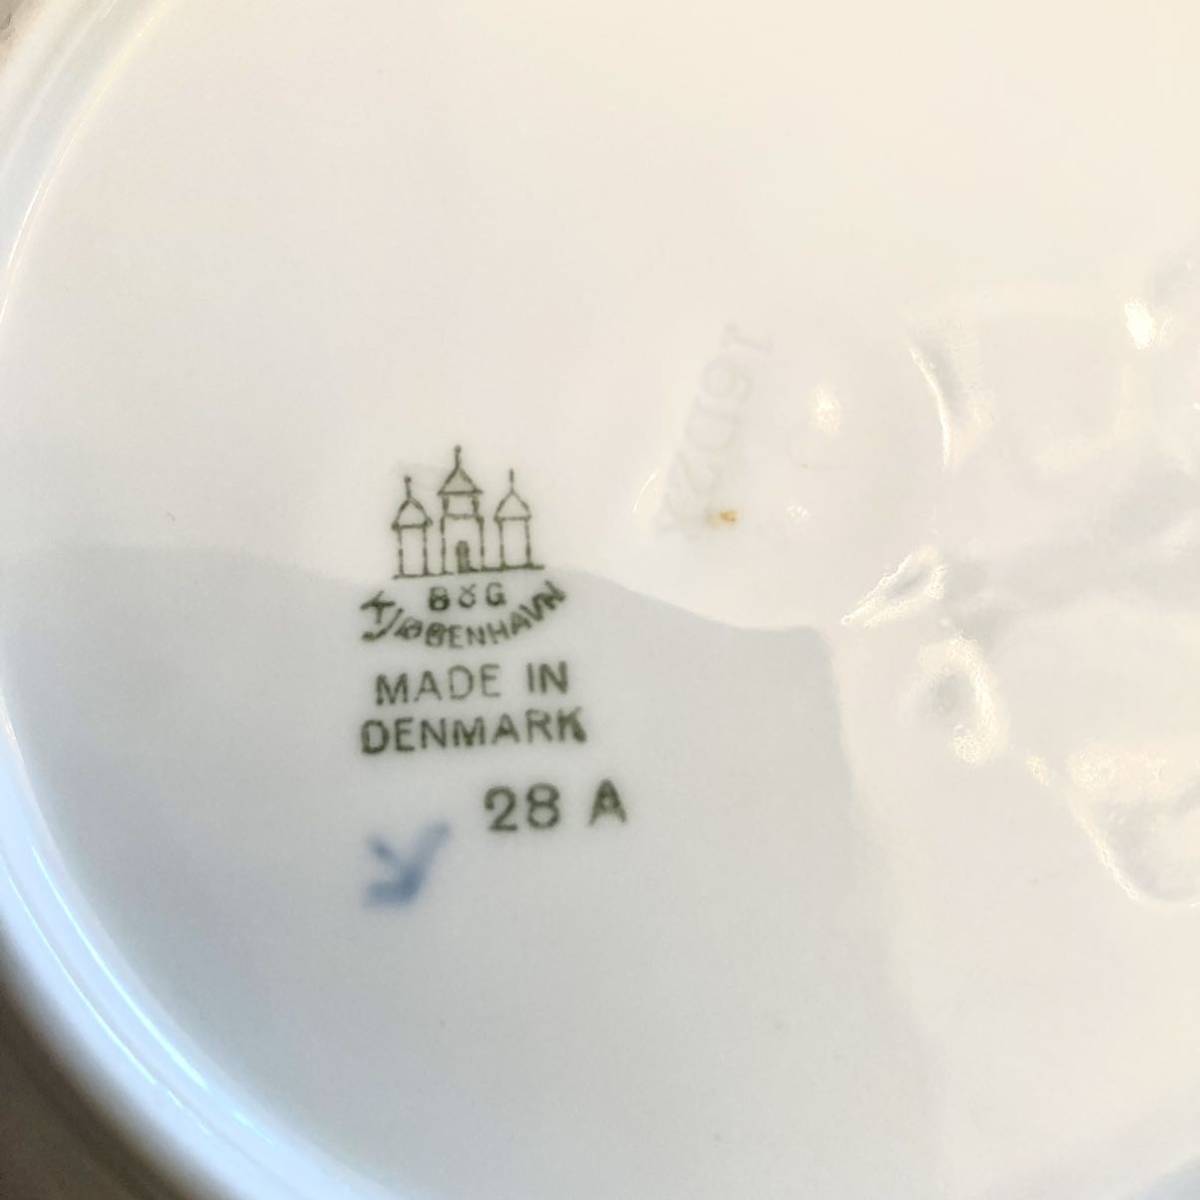 B&G
KJØBENHAVN
MADE IN
DENMARK
28 A